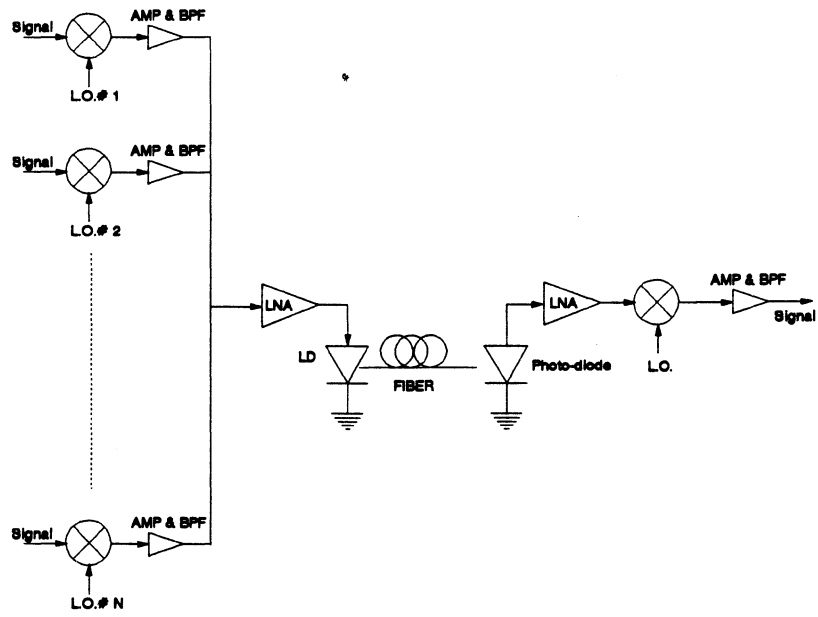 AMP & BPF
Signal
L.O.# 1
AMP & BPF
Signal
L.O.# 2
LNA
LD
FIBER
Photo-diode
LNA
AMP & BPF
Signal
L.O.
AMP & BPF
Signal
L.O.# N